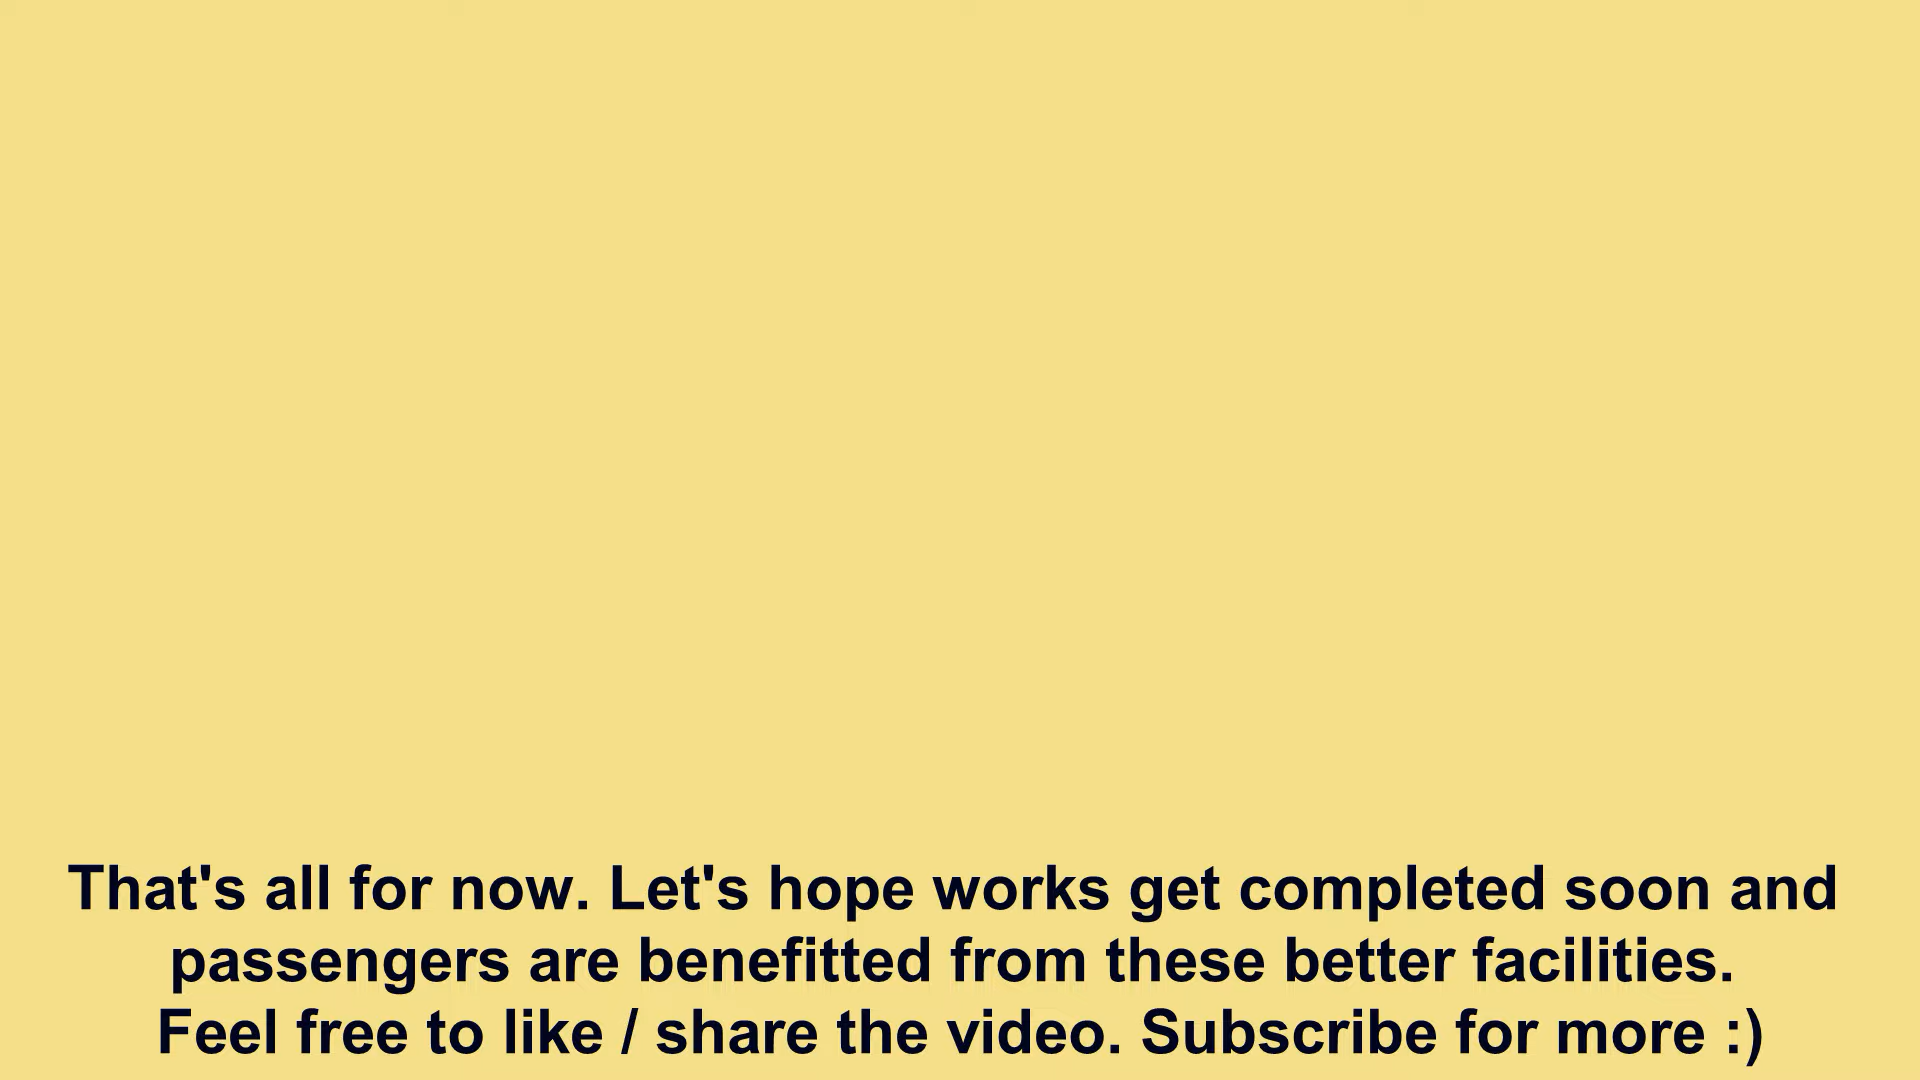 That's all for now. Let's hope works get completed soon and
passengers are benefitted from these better facilities.
Feel free to like / share the video. Subscribe for more :)